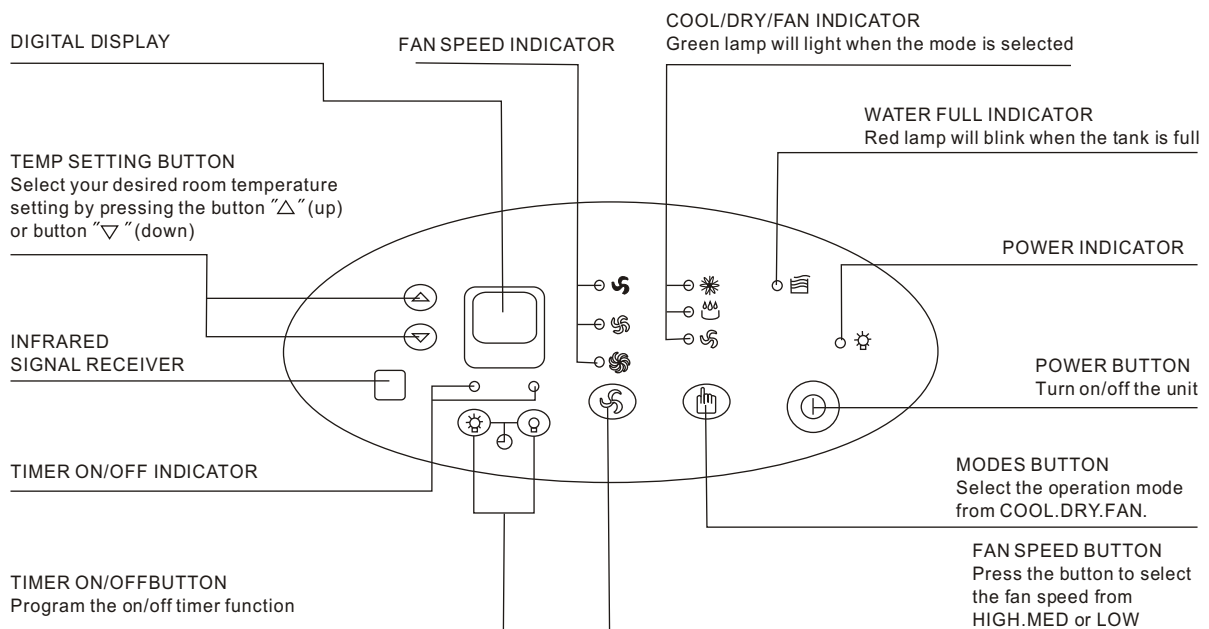 DIGITAL DISPLAY
FAN SPEED INDICATOR
COOL/DRY/FAN INDICATOR
Green lamp will light when the mode is selected
WATER FULL INDICATOR
Red lamp will blink when the tank is full
TEMP SETTING BUTTON
Select your desired room temperature
setting by pressing the button "△" (up)
or button "▽" (down)
POWER INDICATOR
INFRARED
SIGNAL RECEIVER
POWER BUTTON
Turn on/off the unit
TIMER ON/OFF INDICATOR
MODES BUTTON
Select the operation mode
from COOL.DRY.FAN.
TIMER ON/OFFBUTTON
Program the on/off timer function
FAN SPEED BUTTON
Press the button to select
the fan speed from
HIGH.MED or LOW